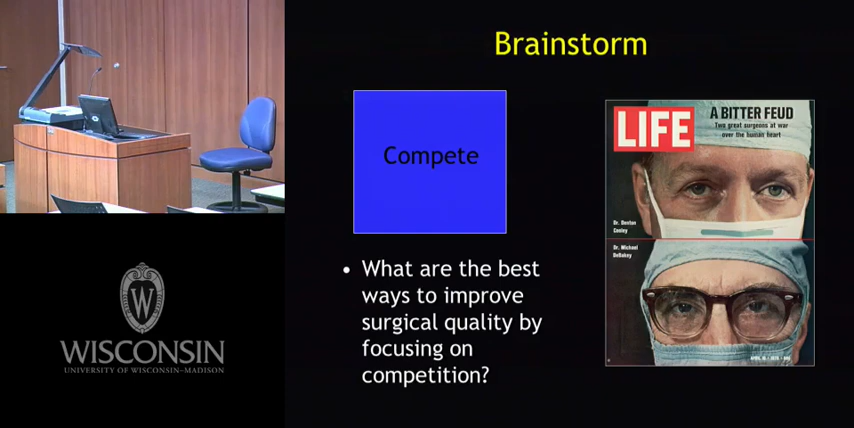 Brainstorm
Compete
• What are the best
ways to improve
surgical quality by
focusing on
competition?
LIFE
A BITTER FEUD
Two great surgeons at war
over the human heart
Dr. Denton
Cooley
Dr. Michael
DeBakey
W
WISCONSIN
UNIVERSITY OF WISCONSIN–MADISON